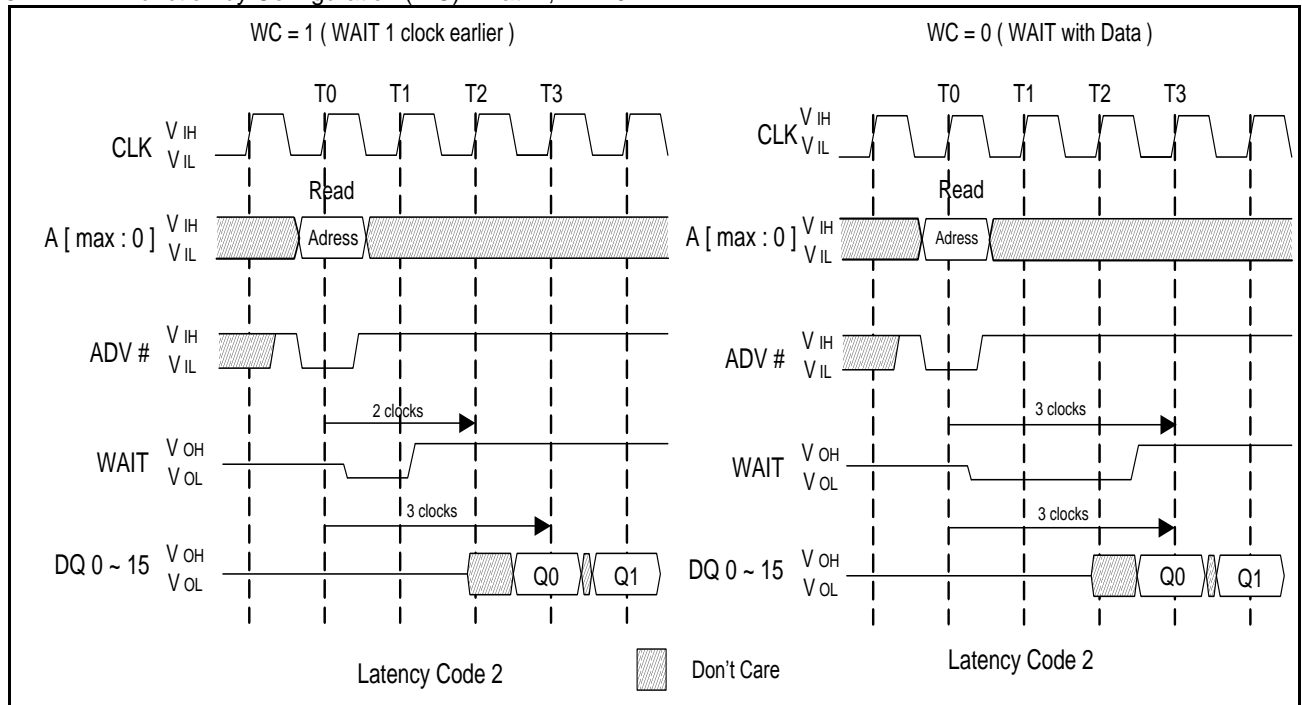 WC = 1 ( WAIT 1 clock earlier )
WC = 0 ( WAIT with Data )
T0 T1 T2 T3
CLK V IH V IL
Read
A [ max : 0 ] V IH V IL
Adress
ADV # V IH V IL
2 clocks
WAIT V OH V OL
3 clocks
DQ 0 ~ 15 V OH V OL
Q0 Q1
Latency Code 2
Don't Care
T0 T1 T2 T3
CLK V IH V IL
Read
A [ max : 0 ] V IH V IL
Adress
ADV # V IH V IL
3 clocks
WAIT V OH V OL
3 clocks
DQ 0 ~ 15 V OH V OL
Q0 Q1
Latency Code 2